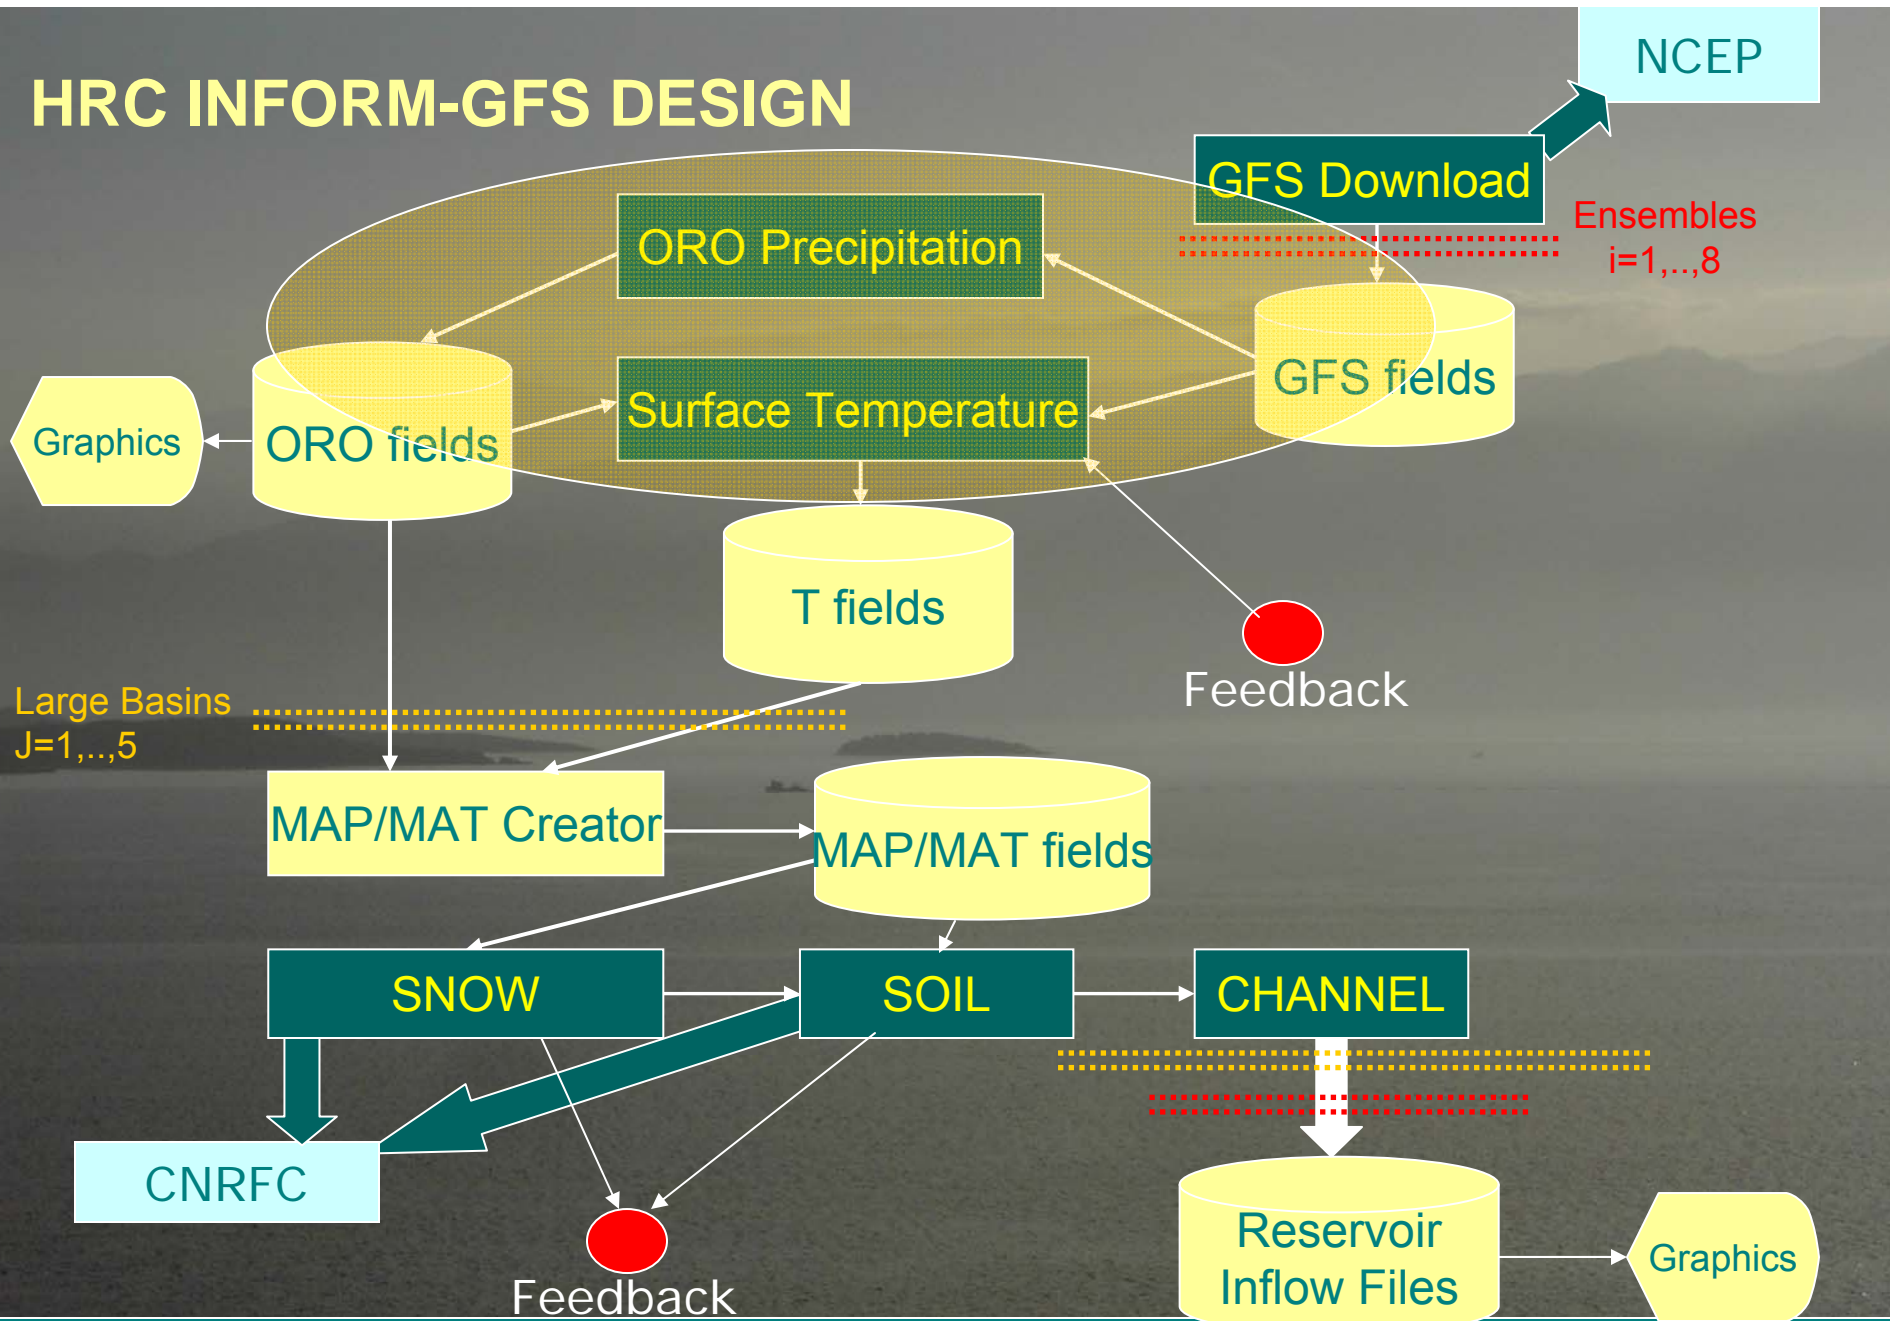 NCEP
HRC INFORM-GFS DESIGN
GFS Download
Ensembles
i=1,..,8
ORO Precipitation
GFS fields
Surface Temperature
Graphics
ORO fields
T fields
Feedback
Large Basins
J=1,..,5
MAP/MAT Creator
MAP/MAT fields
SNOW
SOIL
CHANNEL
CNRFC
Reservoir
Inflow Files
Graphics
Feedback